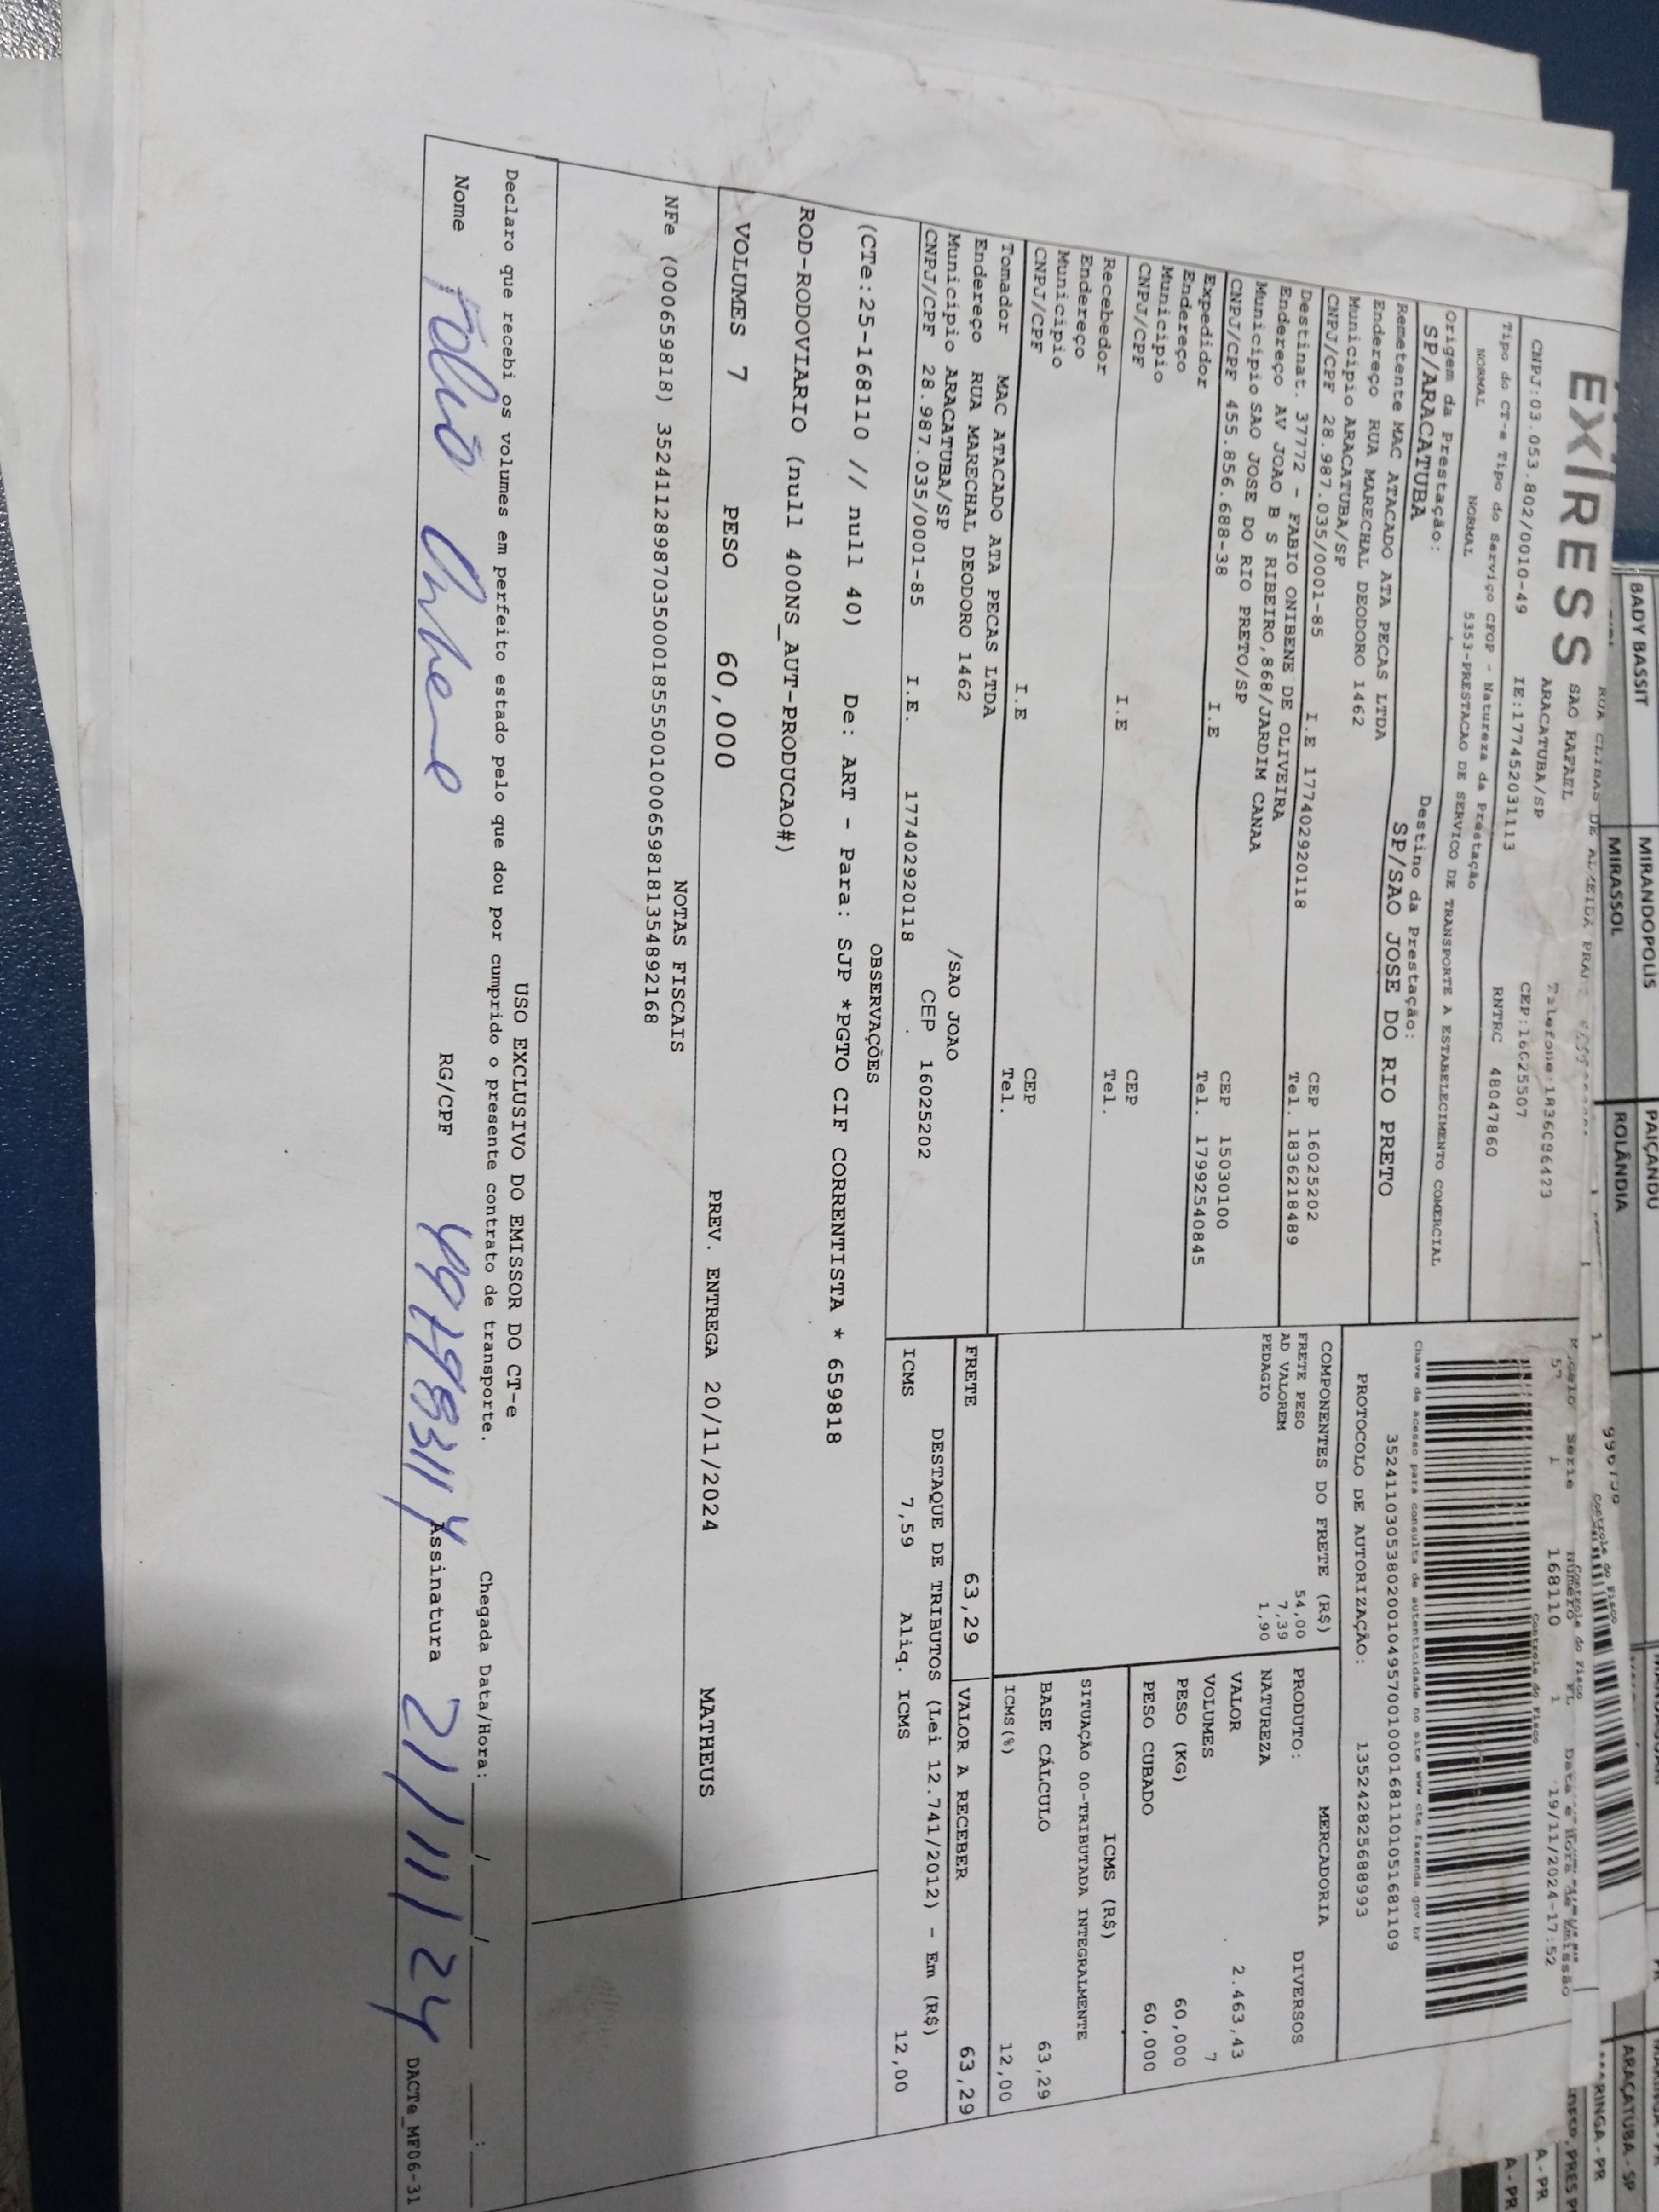 BADY BASSIT MIRANDOPOLIS PAIÇANDU
MIRASSOL ROLÂNDIA
ARAÇATUBA - SP
EXPRESS
SAO RAFAEL
ARACATUBA/SP CEP:16025507
CNPJ:03.053.802/0010-49 IE:177452031113 RNTRC 48047860
Tipo do CT-e Tipo do Serviço CFOP - Natureza da Prestação
NORMAL NORMAL 5353-PRESTACAO DE SERVICO DE TRANSPORTE A ESTABELECIMENTO COMERCIAL
Serie Número FL Data e Hora de Emissão
57 1 168110 1 19/11/2024-17:52
Controle do Fisco
Chave de acesso para consulta de autenticidade no site www.cte.fazenda.gov.br
35241103053802001049570010001681101051681109
PROTOCOLO DE AUTORIZAÇÃO: 135242825688993
Origem da Prestação: Destino da Prestação:
SP/ARACATUBA SP/SAO JOSE DO RIO PRETO
Remetente MAC ATACADO ATA PECAS LTDA
Endereço RUA MARECHAL DEODORO 1462
Município ARACATUBA/SP CEP 16025202
CNPJ/CPF 28.987.035/0001-85 I.E 177402920118 Tel. 1836218489
Destinat. 37772 - FABIO ONIBENE DE OLIVEIRA
Endereço AV JOAO B S RIBEIRO,868/JARDIM CANAA
Município SAO JOSE DO RIO PRETO/SP CEP 15030100
CNPJ/CPF 455.856.688-38 I.E Tel. 17992540845
Expedidor
Endereço
Município CEP
CNPJ/CPF I.E Tel.
Recebedor
Endereço
Município CEP
CNPJ/CPF I.E Tel.
Tomador MAC ATACADO ATA PECAS LTDA
Endereço RUA MARECHAL DEODORO 1462 /SAO JOAO
Município ARACATUBA/SP CEP 16025202
CNPJ/CPF 28.987.035/0001-85 I.E. 177402920118
COMPONENTES DO FRETE (R$)
FRETE PESO 54,00
AD VALOREM 7,39
PEDAGIO 1,90
MERCADORIA
PRODUTO: DIVERSOS
NATUREZA
VALOR 2.463,43
VOLUMES 7
PESO (KG) 60,000
PESO CUBADO 60,000
ICMS (R$)
SITUAÇÃO 00-TRIBUTADA INTEGRALMENTE
BASE CÁLCULO 63,29
ICMS(%) 12,00
FRETE 63,29 VALOR A RECEBER 63,29
DESTAQUE DE TRIBUTOS (Lei 12.741/2012) - Em (R$)
ICMS 7,59 Aliq. ICMS 12,00
OBSERVAÇÕES
(CTe:25-168110 // null 40) De: ART - Para: SJP *PGTO CIF CORRENTISTA * 659818
ROD-RODOVIARIO (null 400NS_AUT-PRODUCAO#)
VOLUMES 7 PESO 60,000 PREV. ENTREGA 20/11/2024 MATHEUS
NOTAS FISCAIS
NFe (000659818) 35241128987035000185550010006598181354892168
USO EXCLUSIVO DO EMISSOR DO CT-e
Declaro que recebi os volumes em perfeito estado pelo que dou por cumprido o presente contrato de transporte. Chegada Data/Hora: ___/___/___ __:__
Nome RG/CPF Assinatura 21/11/24
DACTe_MF06-31